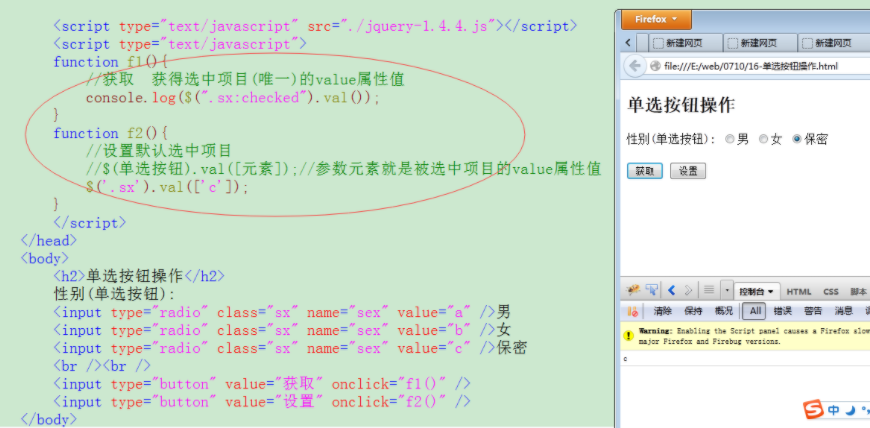 <script type="text/javascript" src="./jquery-1.4.4.js"></script>
<script type="text/javascript">
function f1(){
//获取 获得选中项目(唯一)的value属性值
console.log($(".sx:checked").val());
}
function f2(){
//设置默认选中项目
//$(单选按钮).val([元素]);//参数元素就是被选中项目的value属性值
$('.sx').val(['c']);
}
</script>
</head>
<body>
<h2>单选按钮操作</h2>
性别(单选按钮):
<input type="radio" class="sx" name="sex" value="a" />男
<input type="radio" class="sx" name="sex" value="b" />女
<input type="radio" class="sx" name="sex" value="c" />保密
<br /><br />
<input type="button" value="获取" onclick="f1()" />
<input type="button" value="设置" onclick="f2()" />
</body>
Firefox
新建网页 新建网页 新建网页
file:///E:/web/0710/16-单选按钮操作.html
单选按钮操作
性别(单选按钮): 男 女 保密
获取 设置
控制台 HTML CSS 脚本
清除 保持 概况 All 错误 警告 消息
Warning: Enabling the Script panel causes a Firefox slow
major Firefox and Firebug versions.
c
S 中